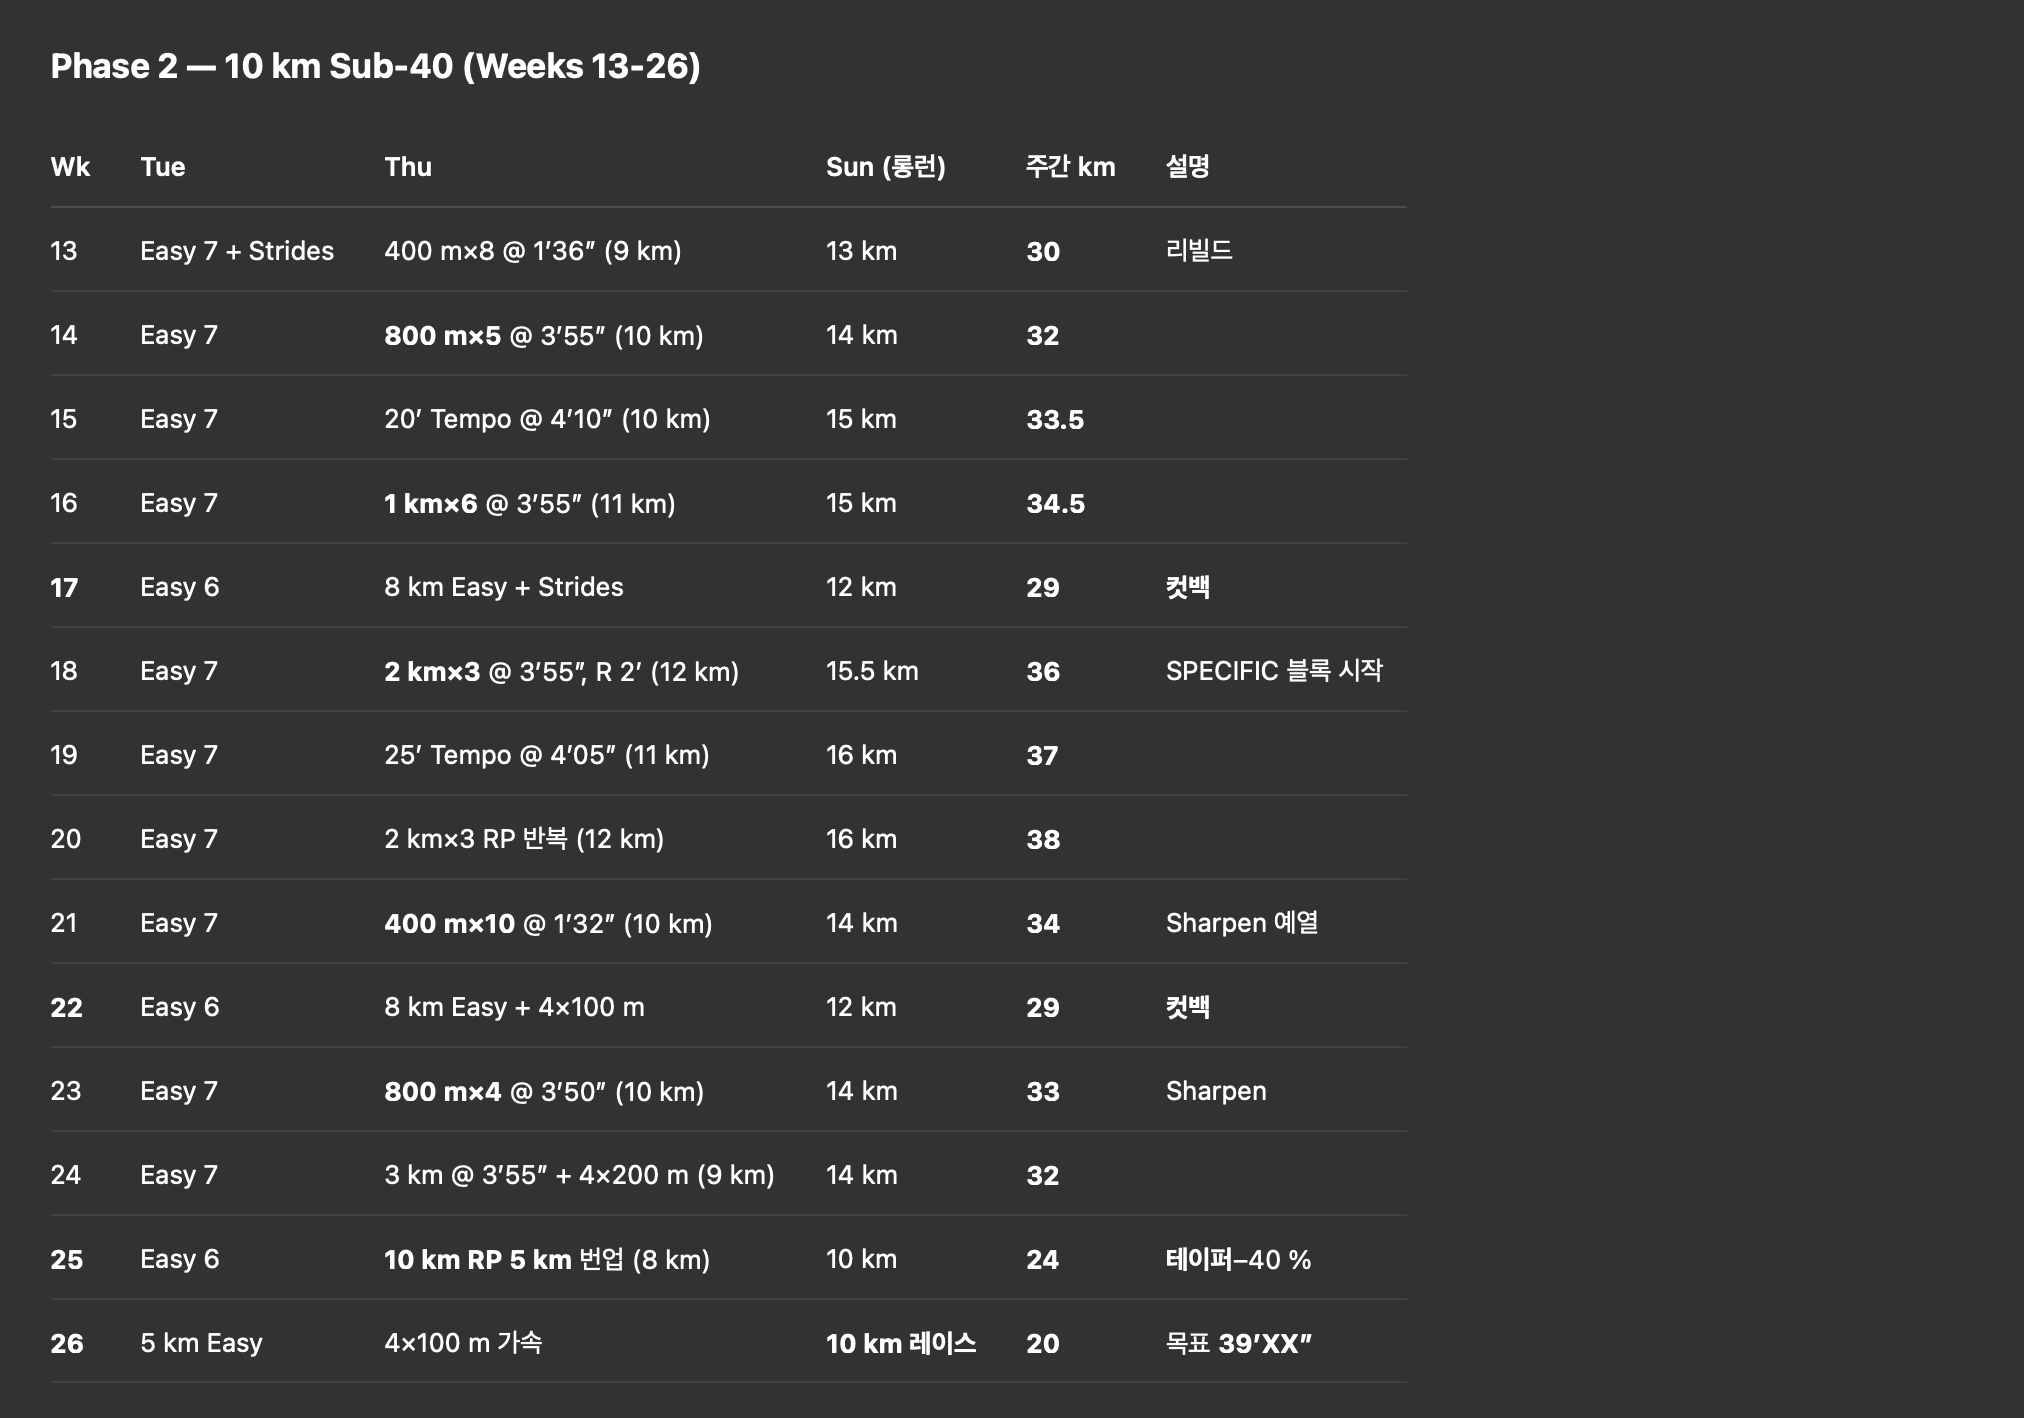 Phase 2 — 10 km Sub-40 (Weeks 13-26)
Wk Tue Thu Sun (롱런) 주간 km 설명
13 Easy 7 + Strides 400 m×8 @ 1′36″ (9 km) 13 km 30 리빌드
14 Easy 7 800 m×5 @ 3′55″ (10 km) 14 km 32
15 Easy 7 20′ Tempo @ 4′10″ (10 km) 15 km 33.5
16 Easy 7 1 km×6 @ 3′55″ (11 km) 15 km 34.5
17 Easy 6 8 km Easy + Strides 12 km 29 컷백
18 Easy 7 2 km×3 @ 3′55″, R 2′ (12 km) 15.5 km 36 SPECIFIC 블록 시작
19 Easy 7 25′ Tempo @ 4′05″ (11 km) 16 km 37
20 Easy 7 2 km×3 RP 반복 (12 km) 16 km 38
21 Easy 7 400 m×10 @ 1′32″ (10 km) 14 km 34 Sharpen 예열
22 Easy 6 8 km Easy + 4×100 m 12 km 29 컷백
23 Easy 7 800 m×4 @ 3′50″ (10 km) 14 km 33 Sharpen
24 Easy 7 3 km @ 3′55″ + 4×200 m (9 km) 14 km 32
25 Easy 6 10 km RP 5 km 번업 (8 km) 10 km 24 테이퍼–40 %
26 5 km Easy 4×100 m 가속 10 km 레이스 20 목표 39′XX″